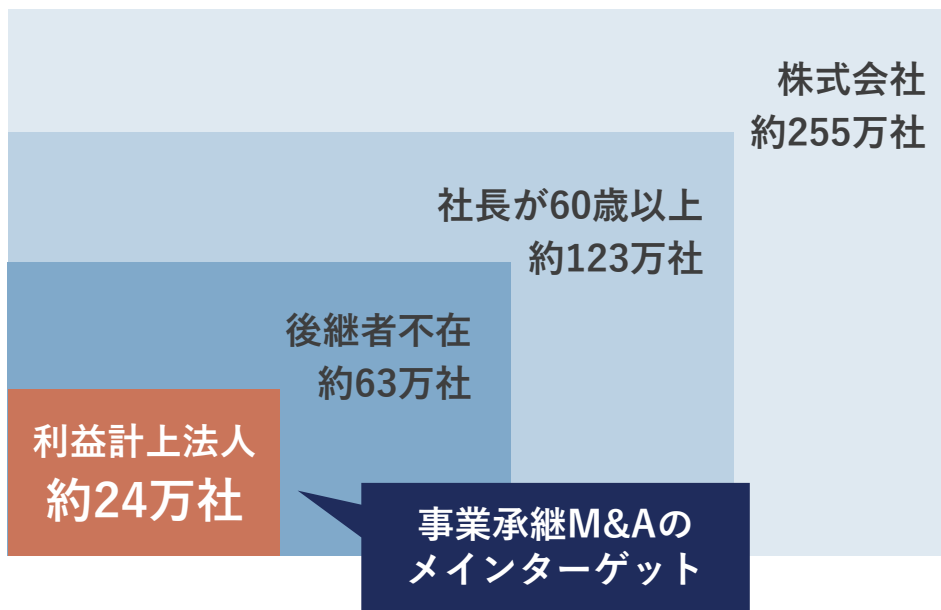 株式会社
約255万社
社長が60歳以上
約123万社
後継者不在
約63万社
利益計上法人
約24万社
事業承継M&Aの
メインターゲット